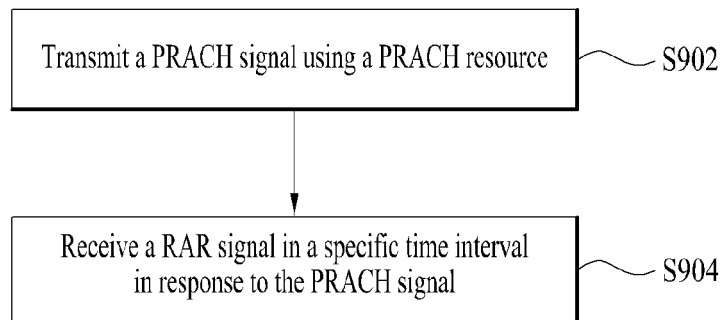 Transmit a PRACH signal using a PRACH resource
S902
Receive a RAR signal in a specific time interval
in response to the PRACH signal
S904